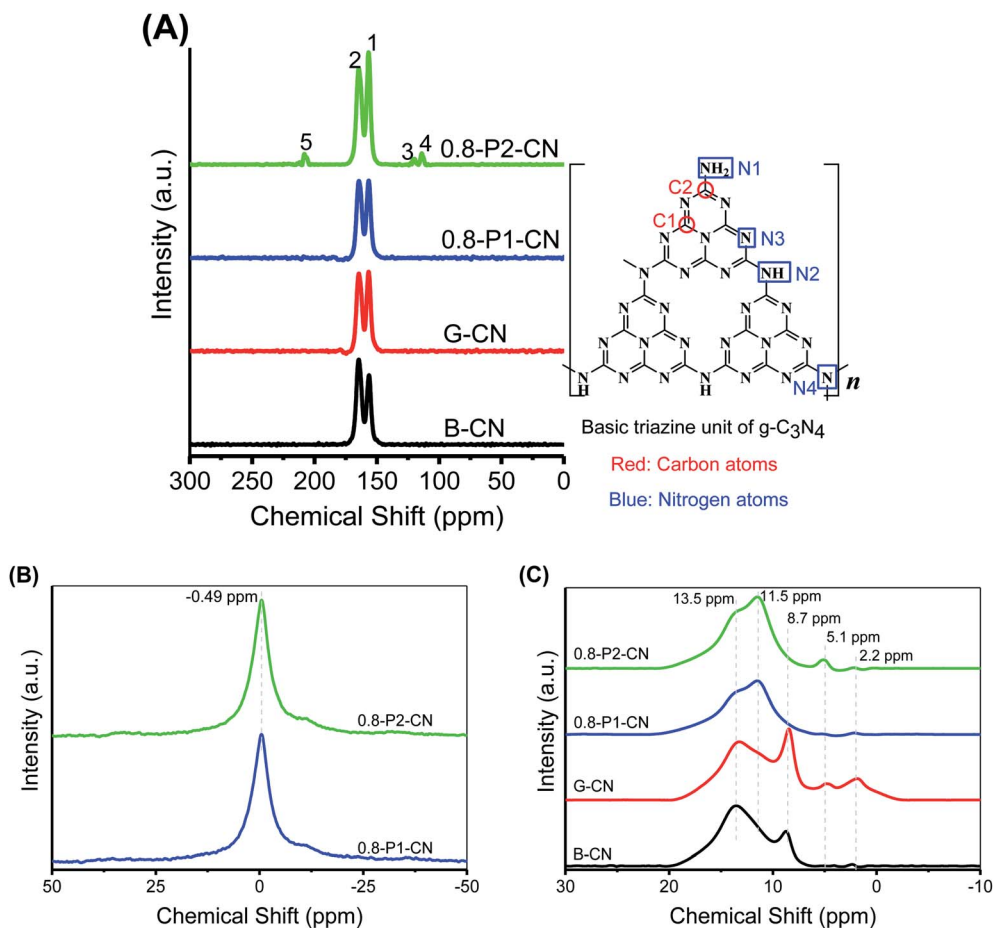 (A)
1
2
5
3 4
0.8-P2-CN
0.8-P1-CN
G-CN
B-CN
Intensity (a.u.)
300 250 200 150 100 50 0
Chemical Shift (ppm)
NH₂ N1
C2
N N
C1
N N N N3
N N N NH N2
N N N N
N N N N N N
N N N N N N N4 N n
H H
Basic triazine unit of g-C₃N₄
Red: Carbon atoms
Blue: Nitrogen atoms
(B)
-0.49 ppm
0.8-P2-CN
0.8-P1-CN
Intensity (a.u.)
50 25 0 -25 -50
Chemical Shift (ppm)
(C)
13.5 ppm 11.5 ppm
8.7 ppm
5.1 ppm
2.2 ppm
0.8-P2-CN
0.8-P1-CN
G-CN
B-CN
Intensity (a.u.)
30 20 10 0 -10
Chemical Shift (ppm)